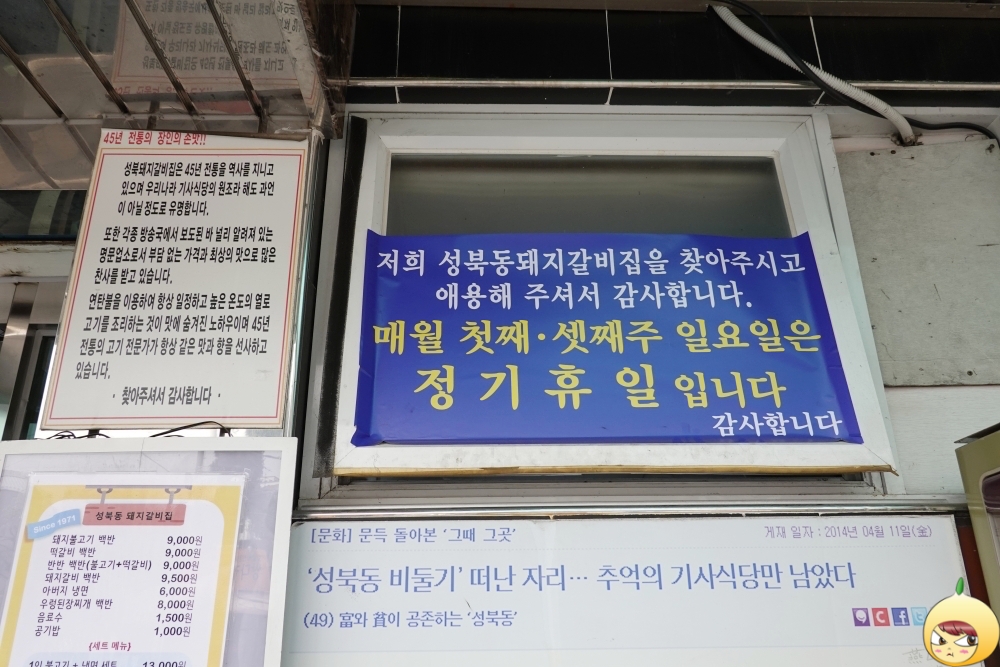 45년 전통의 장인의 손맛!!
성북돼지갈비집은 45년 전통을 역사를 지니고
있으며 우리나라 기사식당의 원조라 해도 과언
이 아닐 정도로 유명합니다.
또한 각종 방송국에서 보도된 바 널리 알려져 있는
명문업소로서 부담 없는 가격과 최상의 맛으로 많은
찬사를 받고 있습니다.
연탄불을 이용하여 항상 일정하고 높은 온도의 열로
고기를 조리하는 것이 맛에 숨겨진 노하우이며 45년
전통의 고기 전문가가 항상 같은 맛과 향을 선사하고
있습니다.
- 찾아주셔서 감사합니다 -
저희 성북동돼지갈비집을 찾아주시고
애용해 주셔서 감사합니다.
매월 첫째·셋째주 일요일은
정기휴일입니다
감사합니다
Since 1971
성북동 돼지갈비집
돼지불고기 백반 9,000원
떡갈비 백반 9,000원
반반 백반(불고기+떡갈비) 9,000원
돼지갈비 백반 9,500원
아버지 냉면 6,000원
우렁된장찌개 백반 8,000원
음료수 1,500원
공기밥 1,000원
(세트 메뉴)
1인 불고기 + 냉면 세트 13,000원
[문화] 문득 돌아본 '그때 그곳'
게재 일자 : 2014년 04월 11일(金)
'성북동 비둘기' 떠난 자리… 추억의 기사식당만 남았다
(49) 富와 貧이 공존하는 '성북동'